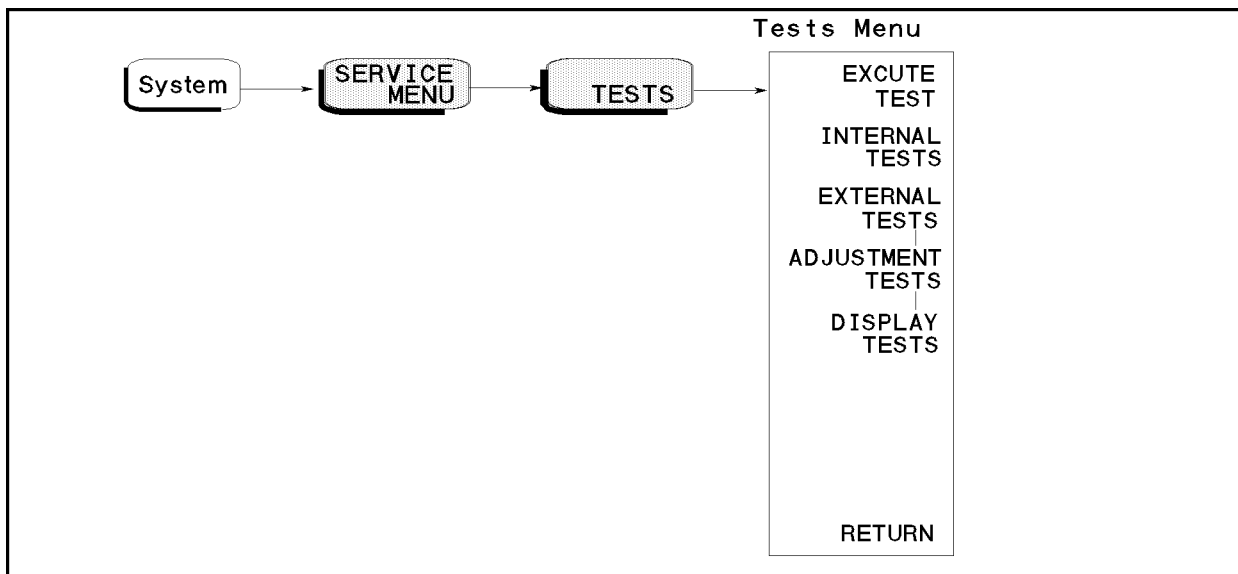 Tests Menu
System
SERVICE
MENU
TESTS
EXCUTE
TEST
INTERNAL
TESTS
EXTERNAL
TESTS
ADJUSTMENT
TESTS
DISPLAY
TESTS
RETURN